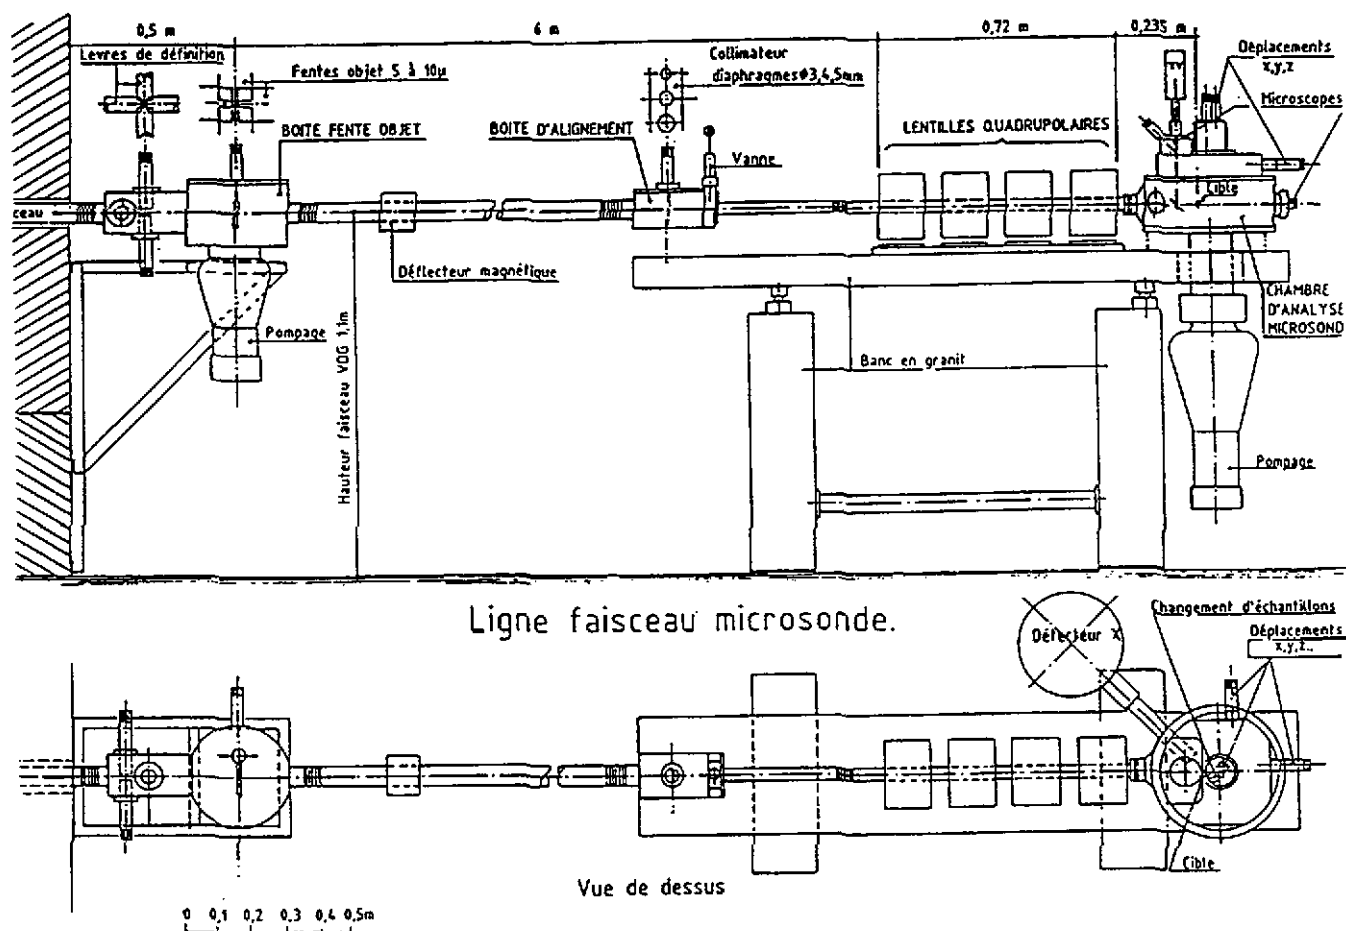 0,5 m
6 m
0,72 m
0,235 m
Levres de définition
Fentes objet 5 à 10µ
Collimateur
diaphragmes ø3,4,5mm
Déplacements
x,y,z
Microscopes
BOITE FENTE OBJET
BOITE D'ALIGNEMENT
Vanne
LENTILLES QUADRUPOLAIRES
Cible
ceau
Déflecteur magnétique
CHAMBRE
D'ANALYSE
MICROSOND
Pompage
Hauteur faisceau VDG 1,1m
Banc en granit
Pompage
Ligne faisceau microsonde.
Détecteur X
Changement d'échantillons
Déplacements
x,y,z..
Cible
Vue de dessus
0 0,1 0,2 0,3 0,4 0,5m